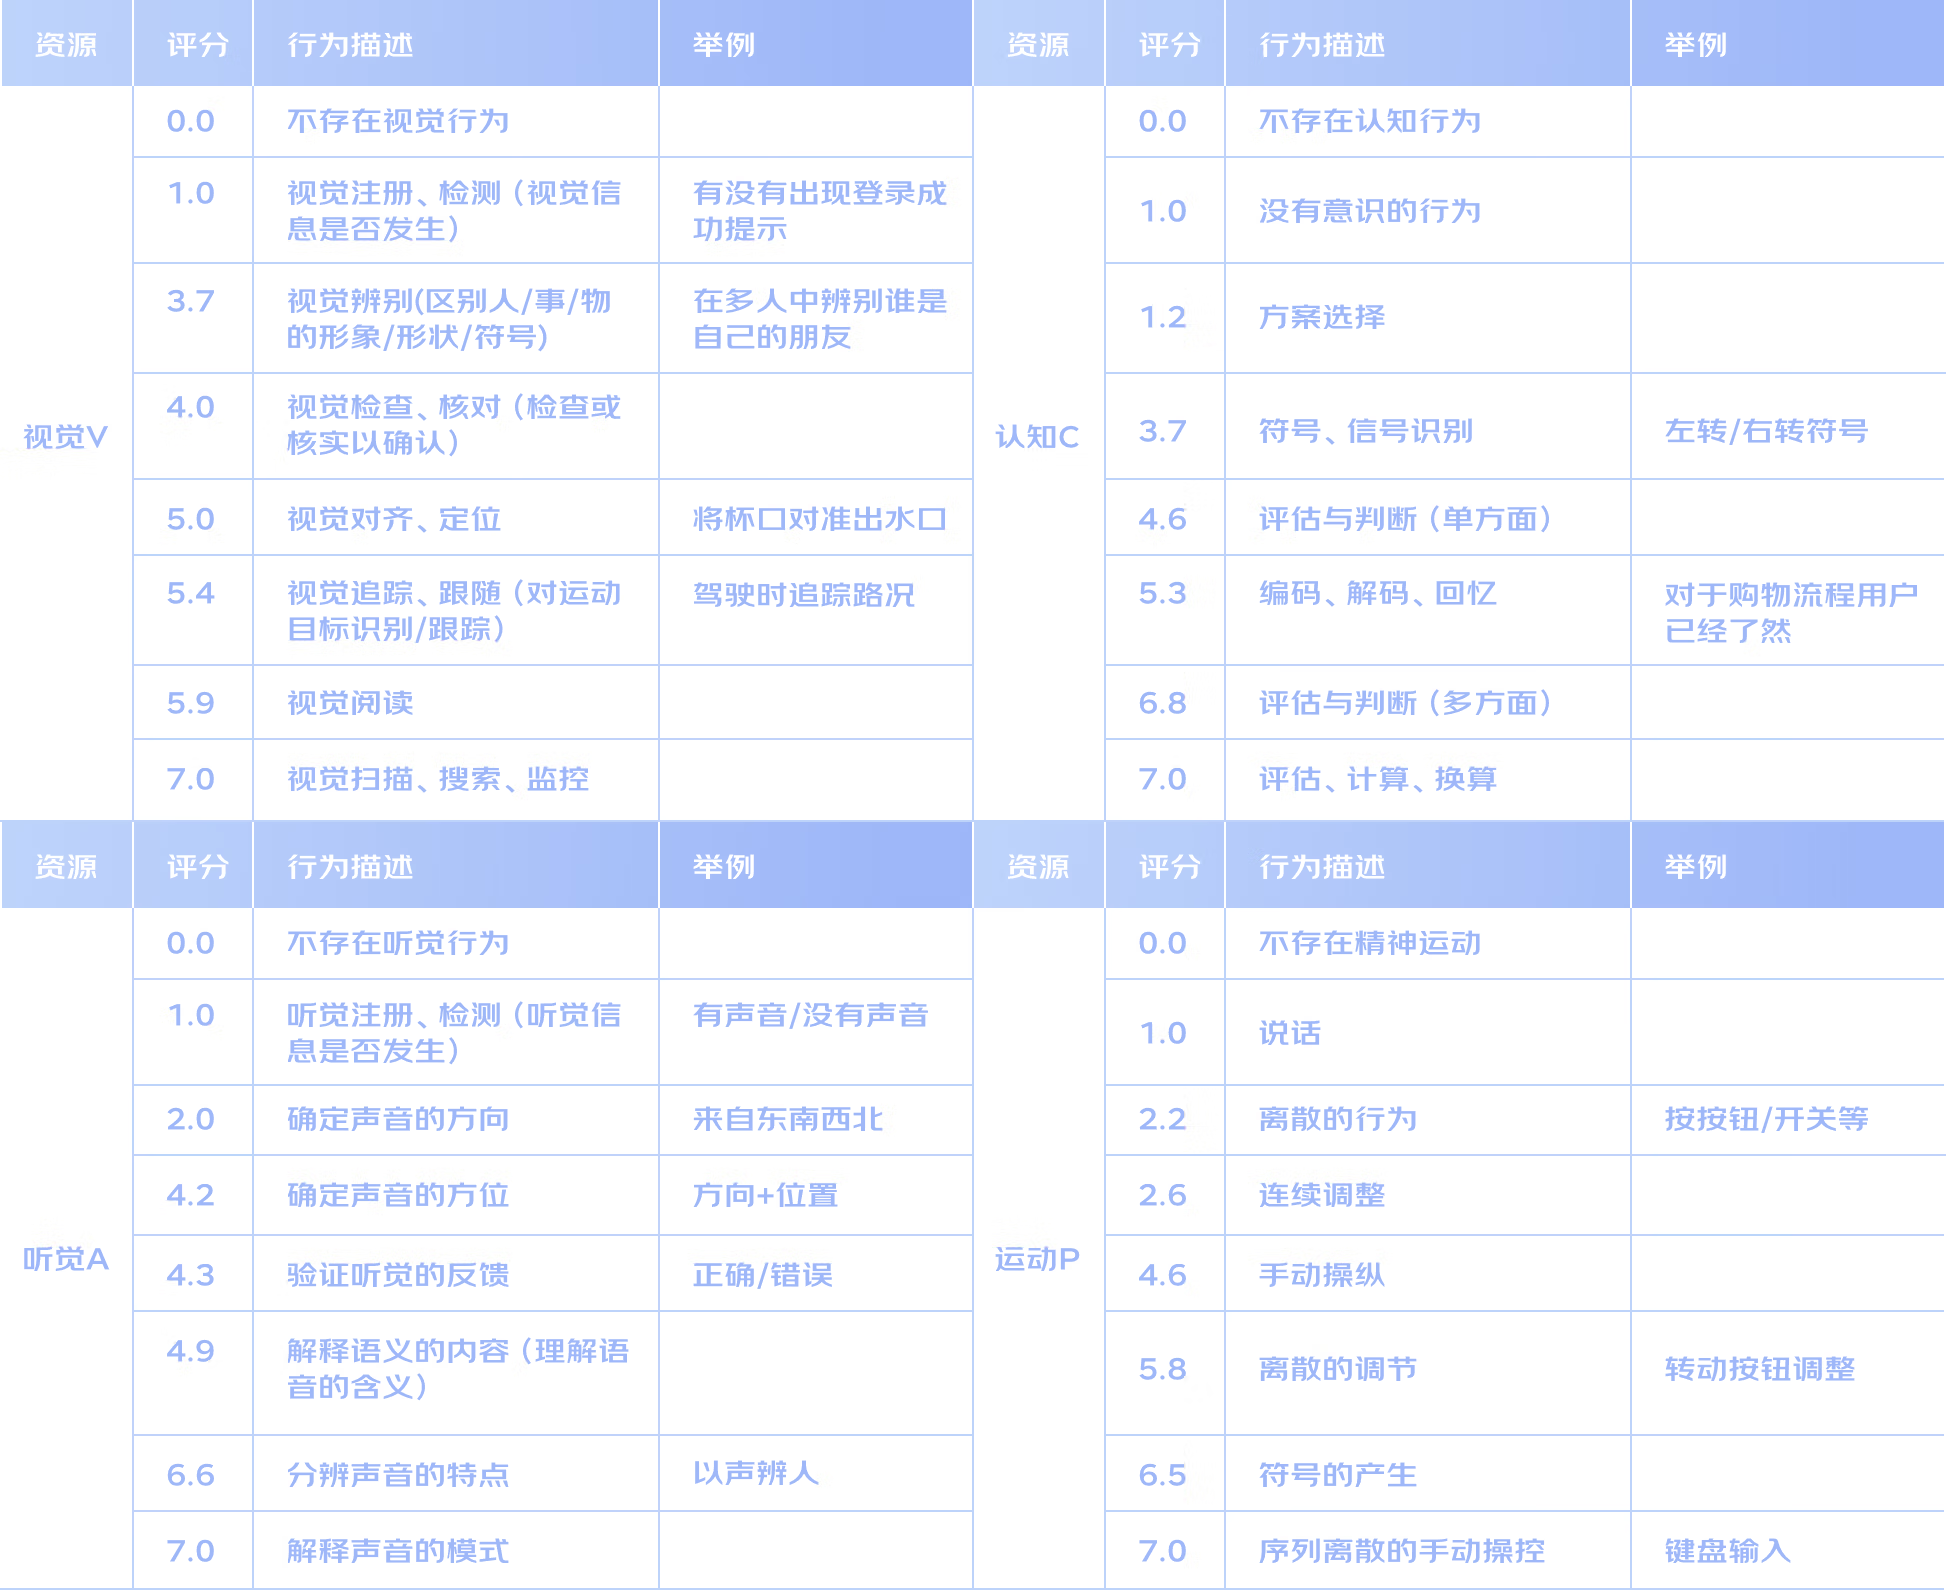 资源 评分 行为描述 举例 资源 评分 行为描述 举例
视觉V
0.0 不存在视觉行为
1.0 视觉注册、检测（视觉信
息是否发生） 有没有出现登录成
功提示
3.7 视觉辨别(区别人/事/物
的形象/形状/符号) 在多人中辨别谁是
自己的朋友
4.0 视觉检查、核对（检查或
核实以确认）
5.0 视觉对齐、定位 将杯口对准出水口
5.4 视觉追踪、跟随（对运动
目标识别/跟踪） 驾驶时追踪路况
5.9 视觉阅读
7.0 视觉扫描、搜索、监控
认知C
0.0 不存在认知行为
1.0 没有意识的行为
1.2 方案选择
3.7 符号、信号识别 左转/右转符号
4.6 评估与判断（单方面）
5.3 编码、解码、回忆 对于购物流程用户
已经了然
6.8 评估与判断（多方面）
7.0 评估、计算、换算
资源 评分 行为描述 举例 资源 评分 行为描述 举例
听觉A
0.0 不存在听觉行为
1.0 听觉注册、检测（听觉信
息是否发生） 有声音/没有声音
2.0 确定声音的方向 来自东南西北
4.2 确定声音的方位 方向+位置
4.3 验证听觉的反馈 正确/错误
4.9 解释语义的内容（理解语
音的含义）
6.6 分辨声音的特点 以声辨人
7.0 解释声音的模式
运动P
0.0 不存在精神运动
1.0 说话
2.2 离散的行为 按按钮/开关等
2.6 连续调整
4.6 手动操纵
5.8 离散的调节 转动按钮调整
6.5 符号的产生
7.0 序列离散的手动操控 键盘输入